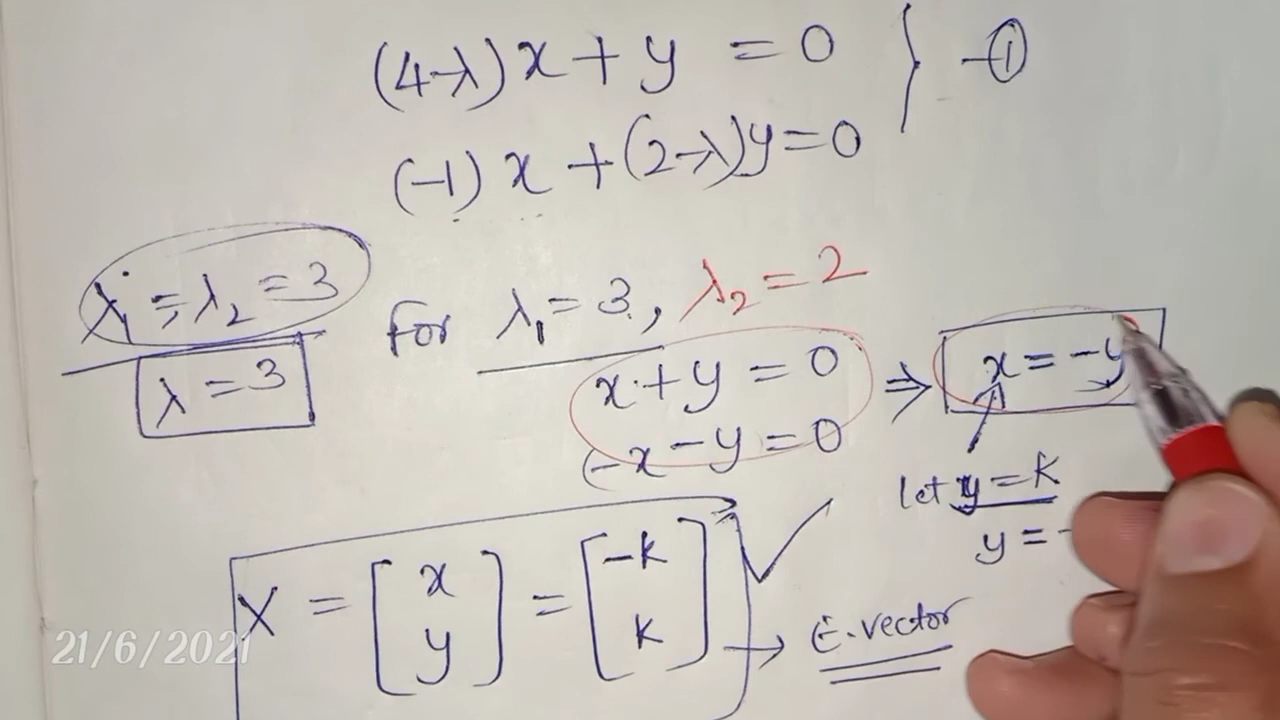 (4-λ)x + y = 0 } -①
(-1) x + (2-λ)y = 0
λ₁ = λ₂ = 3
λ = 3
For λ₁ = 3, λ₂ = 2
x + y = 0 ⇒ x = -y
-x - y = 0
let y = k
y = -
X = [x y] = [-k k] → E.vector
21/6/2021